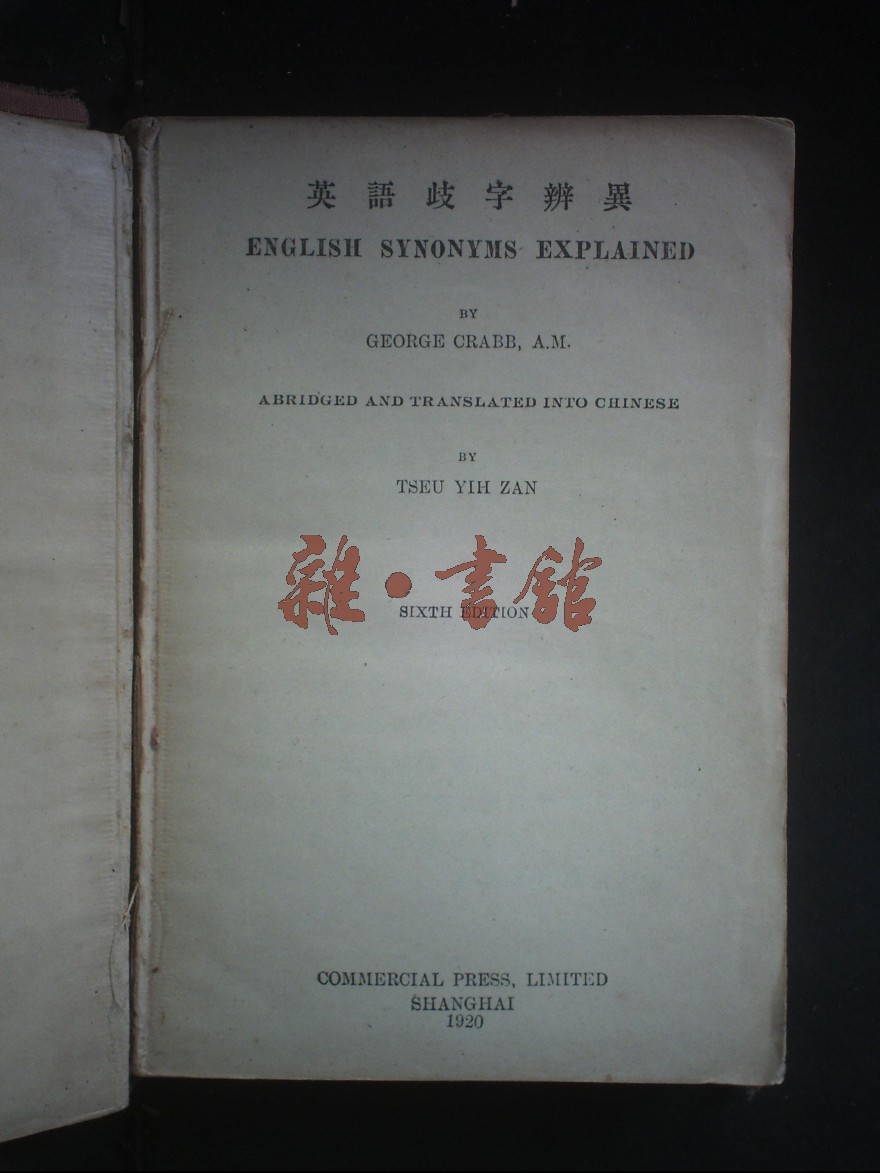 英語歧字辨異
ENGLISH SYNONYMS EXPLAINED
BY
GEORGE CRABB, A.M.
ABRIDGED AND TRANSLATED INTO CHINESE
BY
TSEU YIH ZAN
雜·書館
SIXTH EDITION
COMMERCIAL PRESS, LIMITED
SHANGHAI
1920